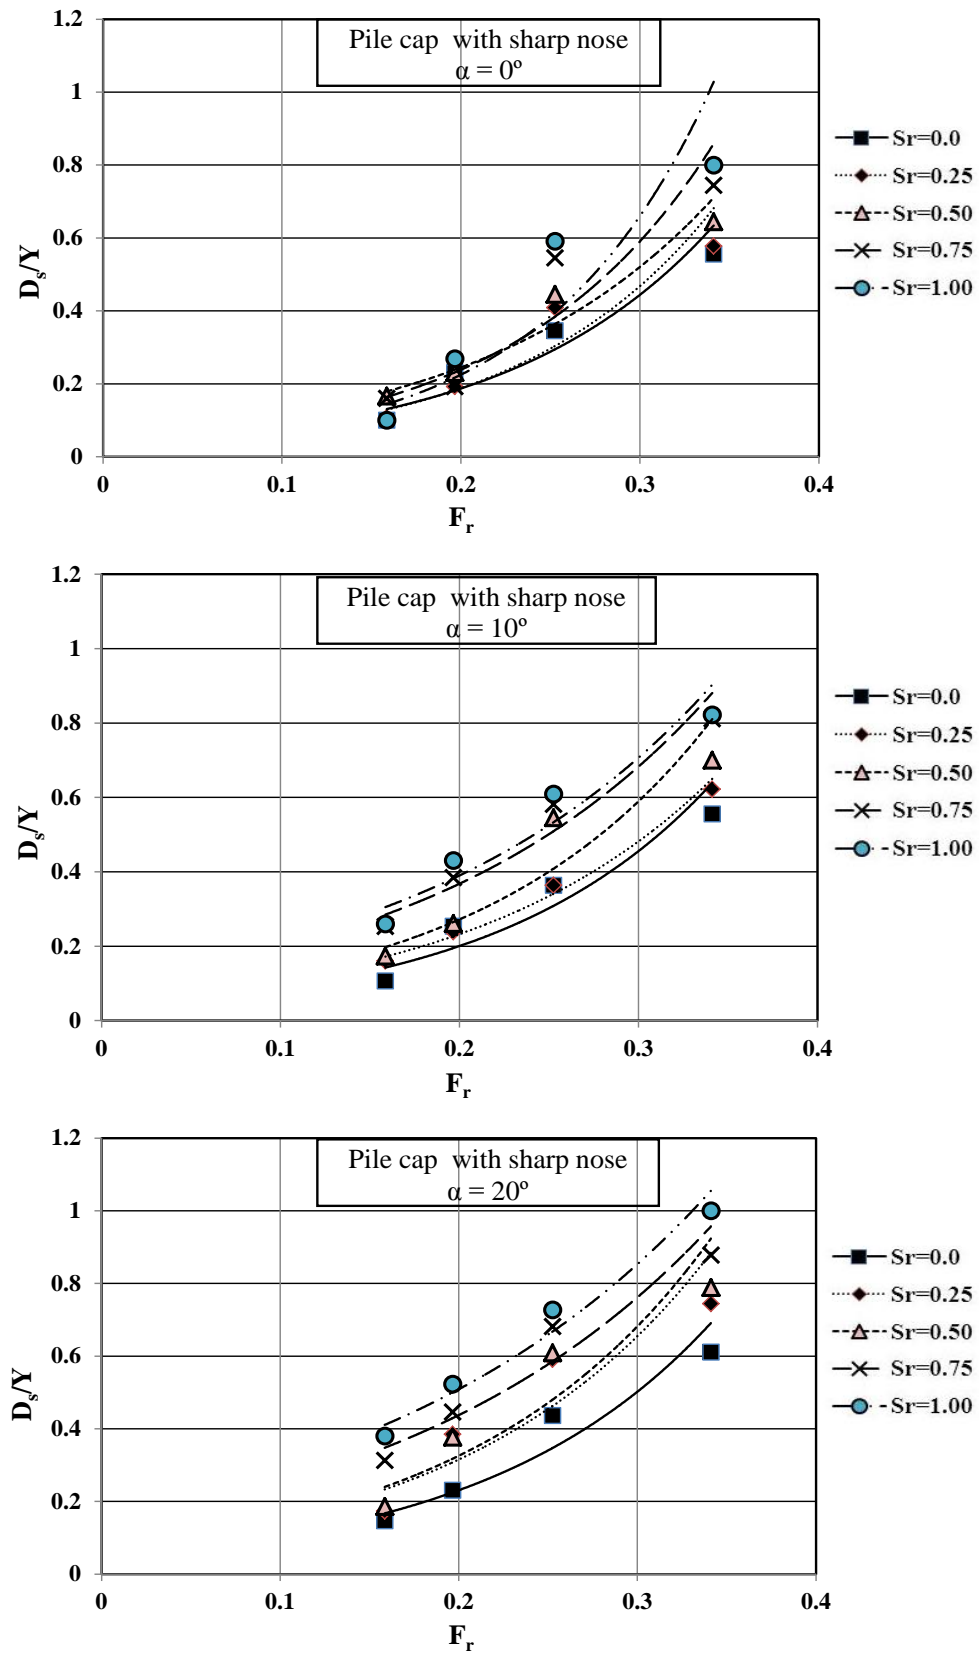 Pile cap with sharp nose
α = 0º
1.2
1
0.8
0.6
0.4
0.2
0
Ds/Y
0
0.1
0.2
0.3
0.4
Fr
Sr=0.0
Sr=0.25
Sr=0.50
Sr=0.75
Sr=1.00
Pile cap with sharp nose
α = 10º
1.2
1
0.8
0.6
0.4
0.2
0
Ds/Y
0
0.1
0.2
0.3
0.4
Fr
Sr=0.0
Sr=0.25
Sr=0.50
Sr=0.75
Sr=1.00
Pile cap with sharp nose
α = 20º
1.2
1
0.8
0.6
0.4
0.2
0
Ds/Y
0
0.1
0.2
0.3
0.4
Fr
Sr=0.0
Sr=0.25
Sr=0.50
Sr=0.75
Sr=1.00